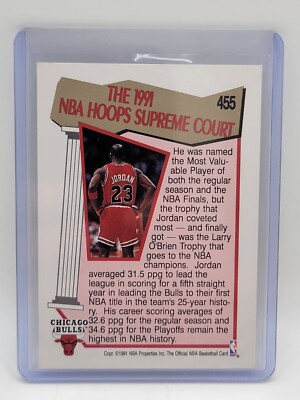 THE 1991
NBA HOOPS SUPREME COURT
455
JORDAN
23
He was named
the Most Valu-
able Player of
both the regular
season and the
NBA Finals, but
the trophy that
Jordan coveted
most — and finally
got — was the Larry
O'Brien Trophy that
goes to the NBA
champions. Jordan
averaged 31.5 ppg to lead the
league in scoring for a fifth straight
year in leading the Bulls to their first
NBA title in the team's 25-year history.
His career scoring averages of
32.6 ppg for the regular season and
34.6 ppg for the Playoffs remain the
highest in NBA history.
CHICAGO
BULLS
Copr. ©1991 NBA Properties Inc. The Official NBA Basketball Card